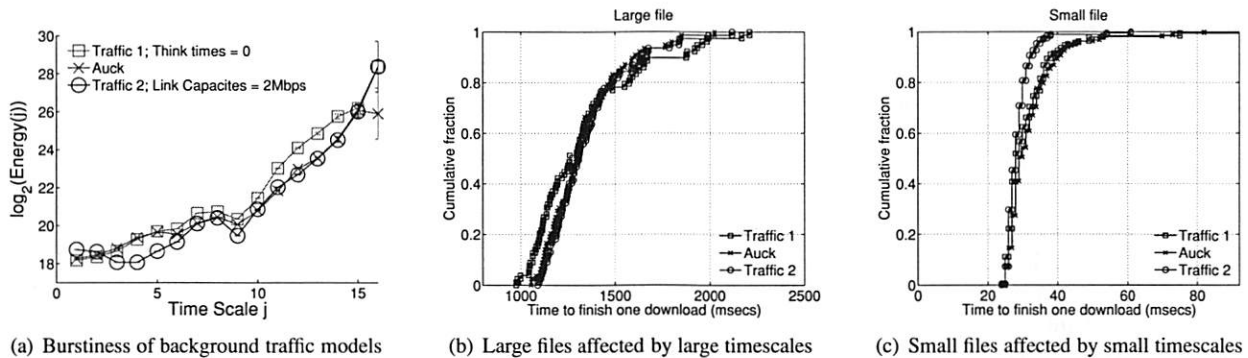 30
28
26
24
22
20
18
log2(Energy(j))
Traffic 1; Think times = 0
Auck
Traffic 2; Link Capacites = 2Mbps
0
5
10
15
Time Scale j
(a) Burstiness of background traffic models
Large file
1
0.8
0.6
0.4
0.2
0
Cumulative fraction
Traffic 1
Auck
Traffic 2
1000
1500
2000
2500
Time to finish one download (msecs)
(b) Large files affected by large timescales
Small file
1
0.8
0.6
0.4
0.2
0
Cumulative fraction
Traffic 1
Auck
Traffic 2
0
20
40
60
80
Time to finish one download (msecs)
(c) Small files affected by small timescales